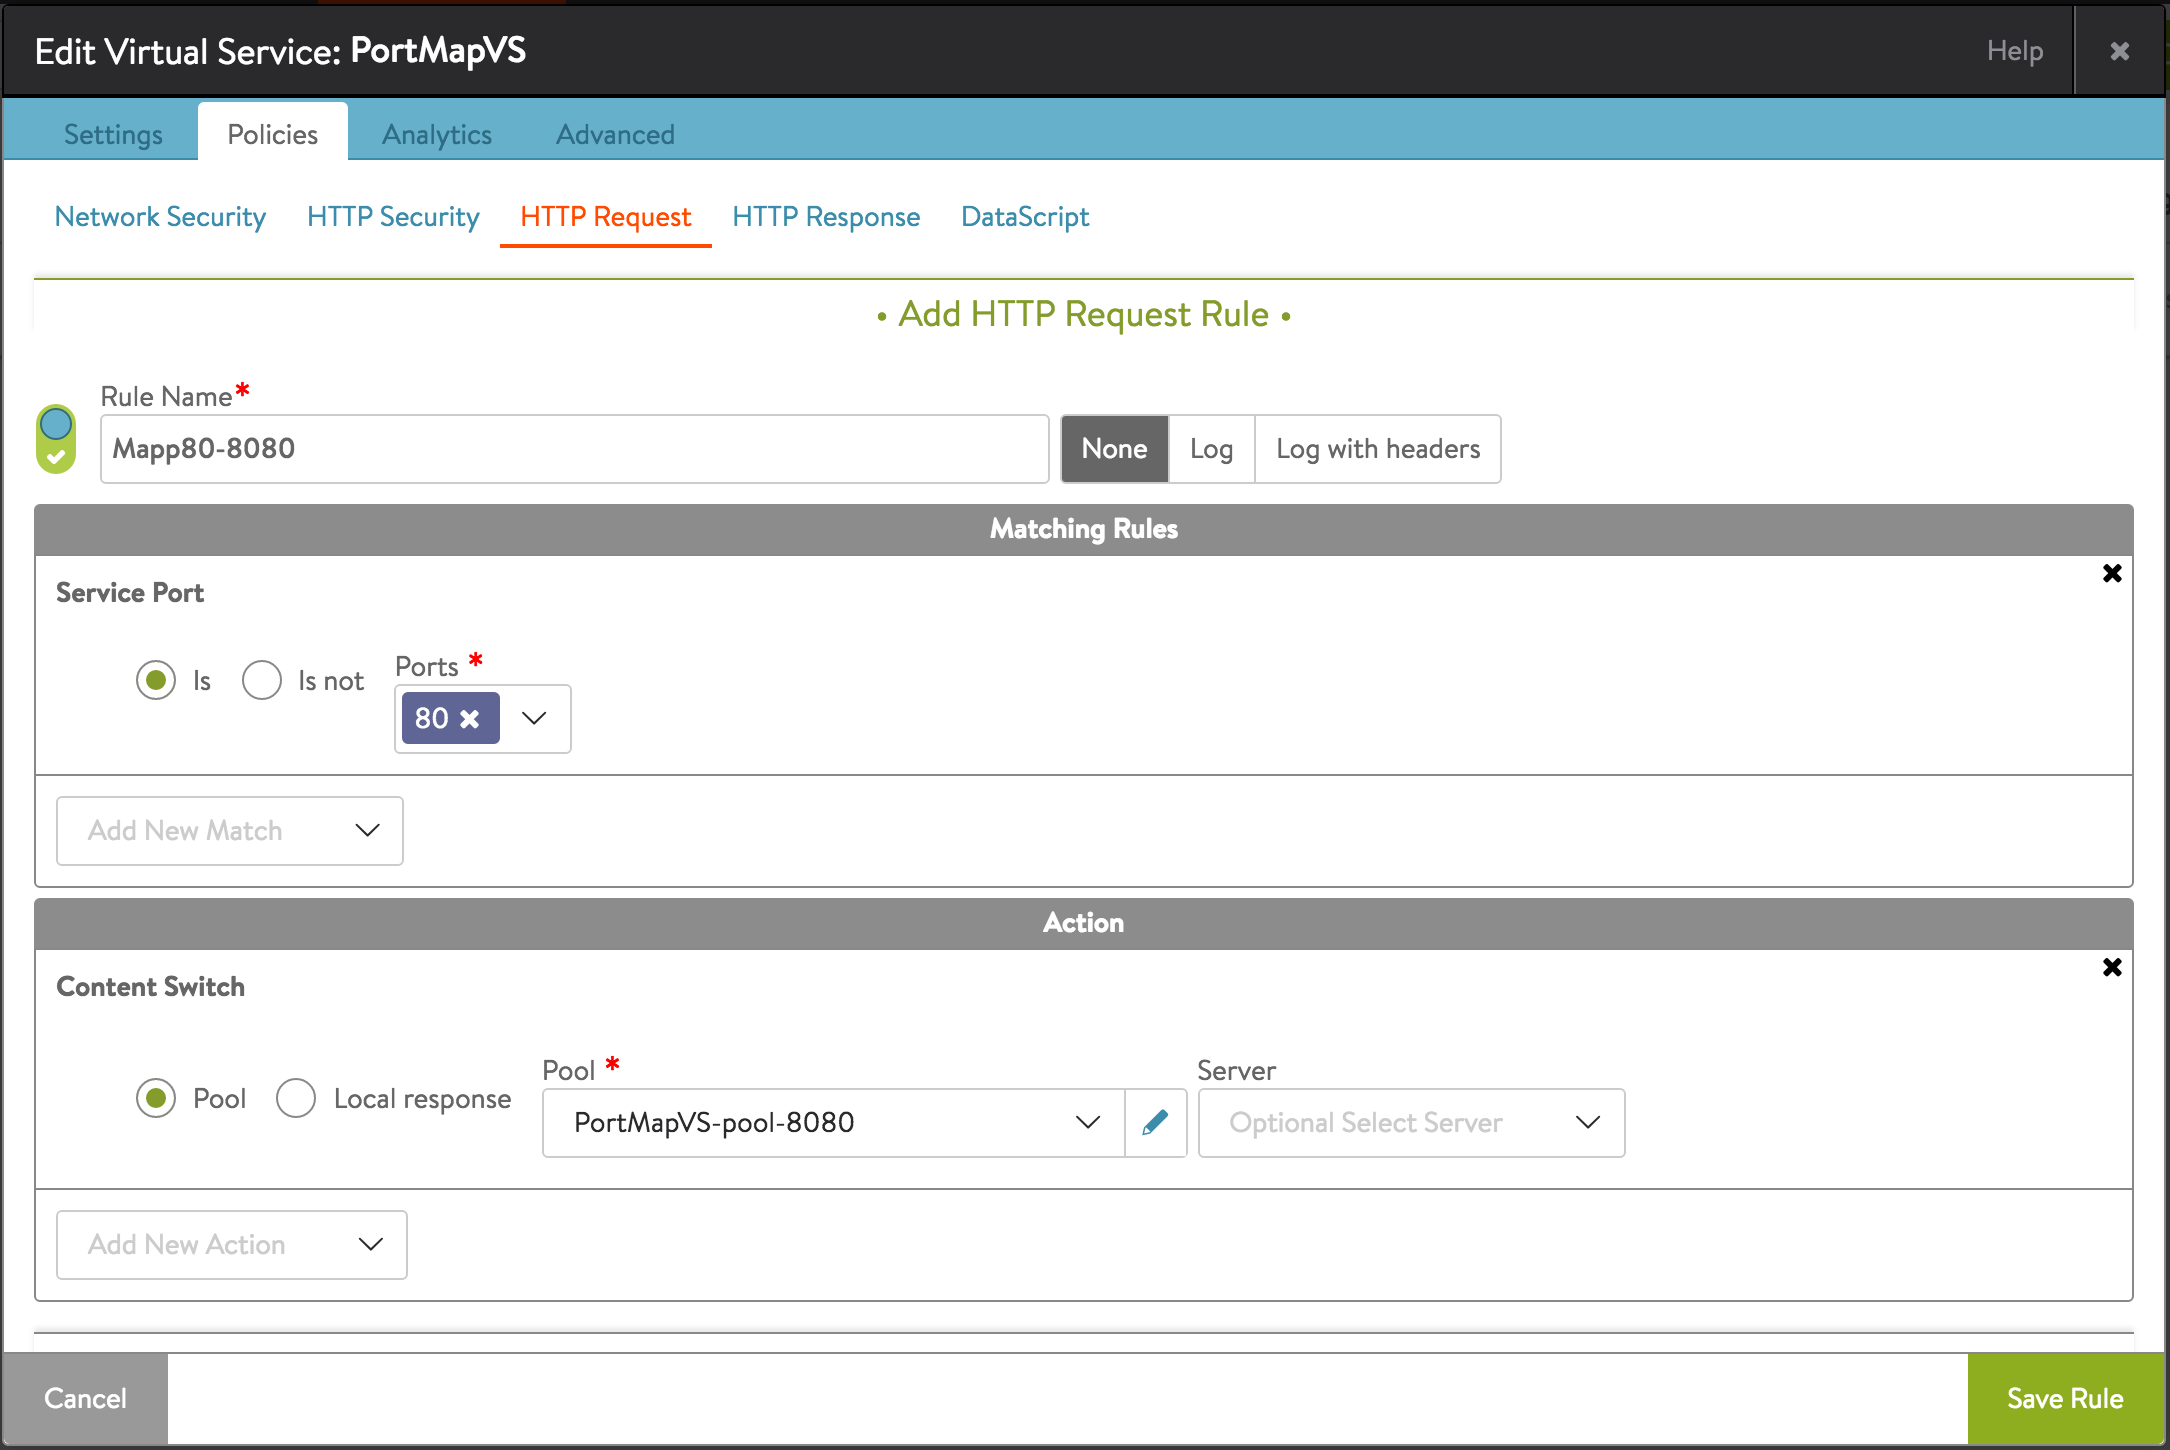 Edit Virtual Service: PortMapVS
Help
Settings Policies Analytics Advanced
Network Security HTTP Security HTTP Request HTTP Response DataScript
• Add HTTP Request Rule •
Rule Name*
Mapp80-8080 None Log Log with headers
Matching Rules
Service Port
Ports *
Is Is not
80
Add New Match
Action
Content Switch
Pool * Server
Pool Local response PortMapVS-pool-8080 Optional Select Server
Add New Action
Cancel Save Rule